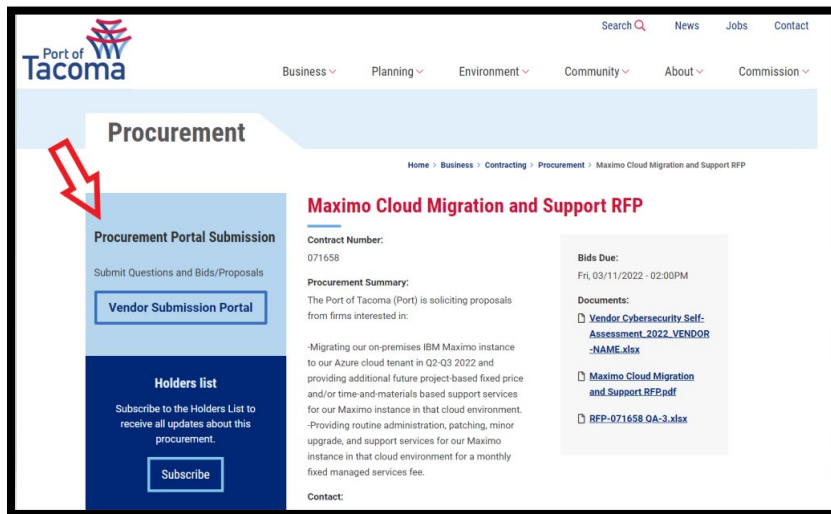 Search
News
Jobs
Contact
Port of
Tacoma
Business
Planning
Environment
Community
About
Commission
Procurement
Home > Business > Contracting > Procurement > Maximo Cloud Migration and Support RFP
Procurement Portal Submission
Submit Questions and Bids/Proposals
Vendor Submission Portal
Holders list
Subscribe to the Holders List to
receive all updates about this
procurement.
Subscribe
Maximo Cloud Migration and Support RFP
Contract Number:
071658
Procurement Summary:
The Port of Tacoma (Port) is soliciting proposals
from firms interested in:
-Migrating our on-premises IBM Maximo instance
to our Azure cloud tenant in Q2-Q3 2022 and
providing additional future project-based fixed price
and/or time-and-materials based support services
for our Maximo instance in that cloud environment.
-Providing routine administration, patching, minor
upgrade, and support services for our Maximo
instance in that cloud environment for a monthly
fixed managed services fee.
Contact:
Bids Due:
Fri, 03/11/2022 - 02:00PM
Documents:
Vendor Cybersecurity Self-
Assessment_2022_VENDOR
-NAME.xlsx
Maximo Cloud Migration
and Support RFP.pdf
RFP-071658 QA-3.xlsx